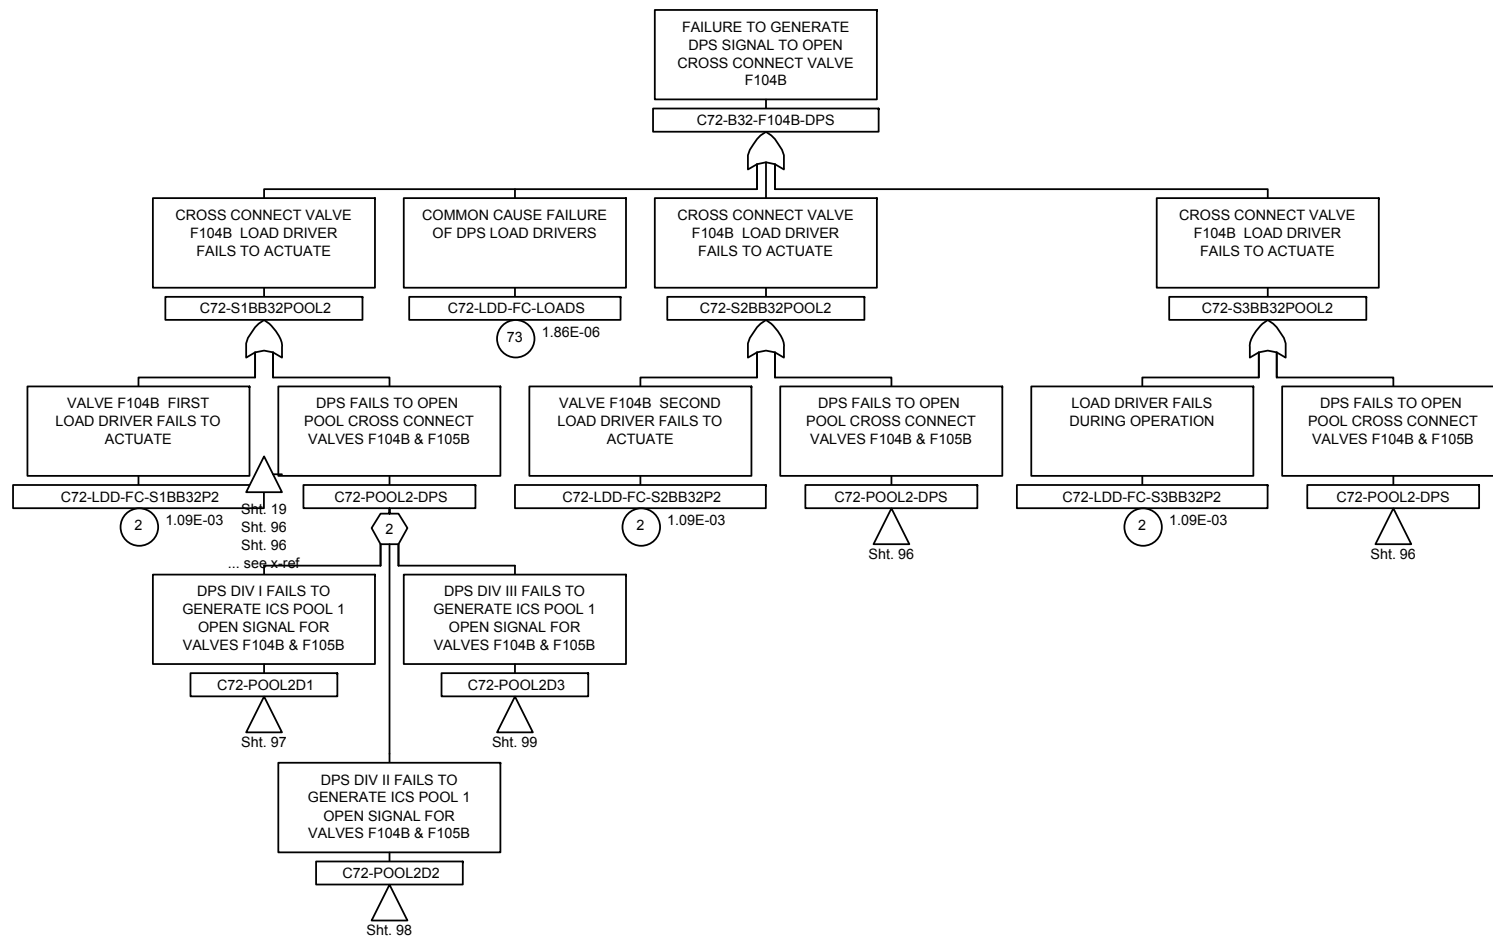 FAILURE TO GENERATE
DPS SIGNAL TO OPEN
CROSS CONNECT VALVE
F104B
C72-B32-F104B-DPS
CROSS CONNECT VALVE
F104B LOAD DRIVER
FAILS TO ACTUATE
C72-S1BB32POOL2
COMMON CAUSE FAILURE
OF DPS LOAD DRIVERS
C72-LDD-FC-LOADS
73
1.86E-06
CROSS CONNECT VALVE
F104B LOAD DRIVER
FAILS TO ACTUATE
C72-S2BB32POOL2
CROSS CONNECT VALVE
F104B LOAD DRIVER
FAILS TO ACTUATE
C72-S3BB32POOL2
VALVE F104B FIRST
LOAD DRIVER FAILS TO
ACTUATE
C72-LDD-FC-S1BB32P2
2
1.09E-03
Sht. 19
Sht. 96
Sht. 96
... see x-ref
DPS FAILS TO OPEN
POOL CROSS CONNECT
VALVES F104B & F105B
C72-POOL2-DPS
2
VALVE F104B SECOND
LOAD DRIVER FAILS TO
ACTUATE
C72-LDD-FC-S2BB32P2
2
1.09E-03
DPS FAILS TO OPEN
POOL CROSS CONNECT
VALVES F104B & F105B
C72-POOL2-DPS
Sht. 96
LOAD DRIVER FAILS
DURING OPERATION
C72-LDD-FC-S3BB32P2
2
1.09E-03
DPS FAILS TO OPEN
POOL CROSS CONNECT
VALVES F104B & F105B
C72-POOL2-DPS
Sht. 96
DPS DIV I FAILS TO
GENERATE ICS POOL 1
OPEN SIGNAL FOR
VALVES F104B & F105B
C72-POOL2D1
Sht. 97
DPS DIV III FAILS TO
GENERATE ICS POOL 1
OPEN SIGNAL FOR
VALVES F104B & F105B
C72-POOL2D3
Sht. 99
DPS DIV II FAILS TO
GENERATE ICS POOL 1
OPEN SIGNAL FOR
VALVES F104B & F105B
C72-POOL2D2
Sht. 98